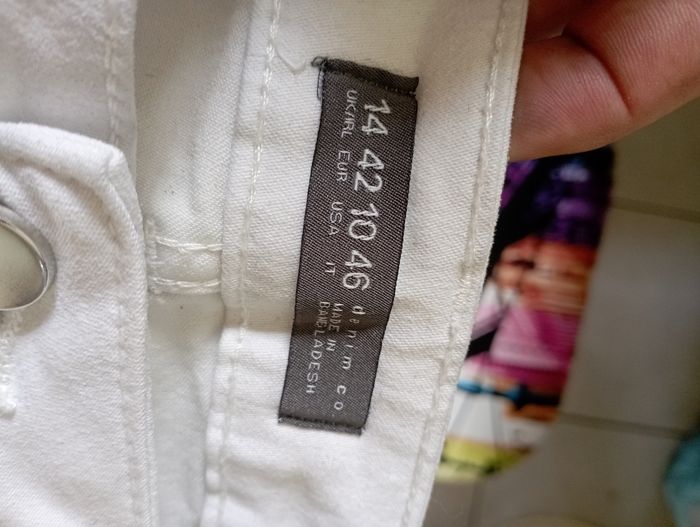 14 42 10 46
UK/IRL EUR USA IT
denim.co
MADE IN
BANGLADESH